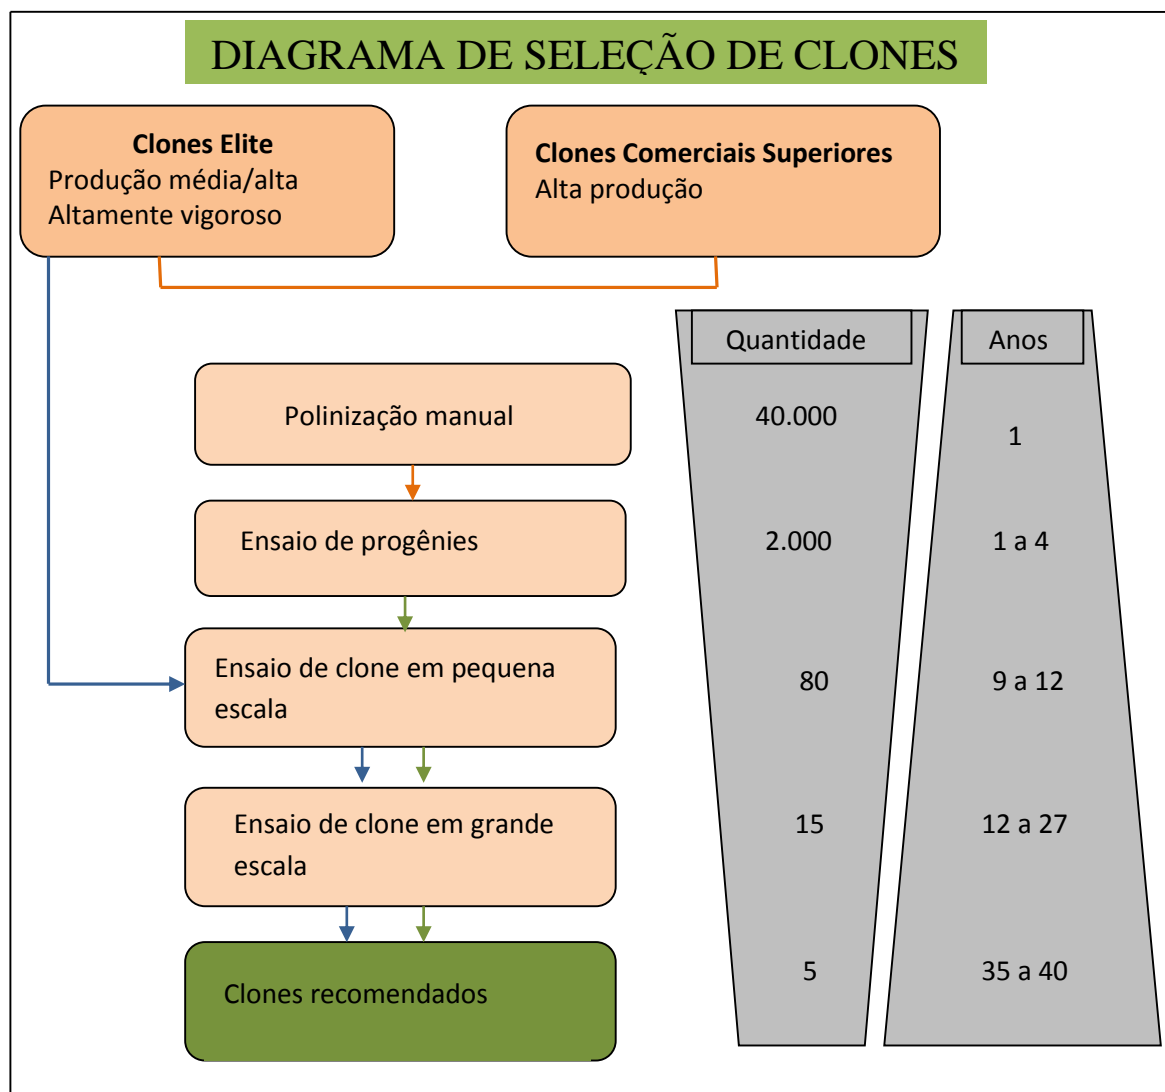 DIAGRAMA DE SELEÇÃO DE CLONES
Clones Elite
Produção média/alta
Altamente vigoroso
Clones Comerciais Superiores
Alta produção
Quantidade
Anos
Polinização manual
40.000
1
Ensaio de progênies
2.000
1 a 4
Ensaio de clone em pequena
escala
80
9 a 12
Ensaio de clone em grande
escala
15
12 a 27
Clones recomendados
5
35 a 40